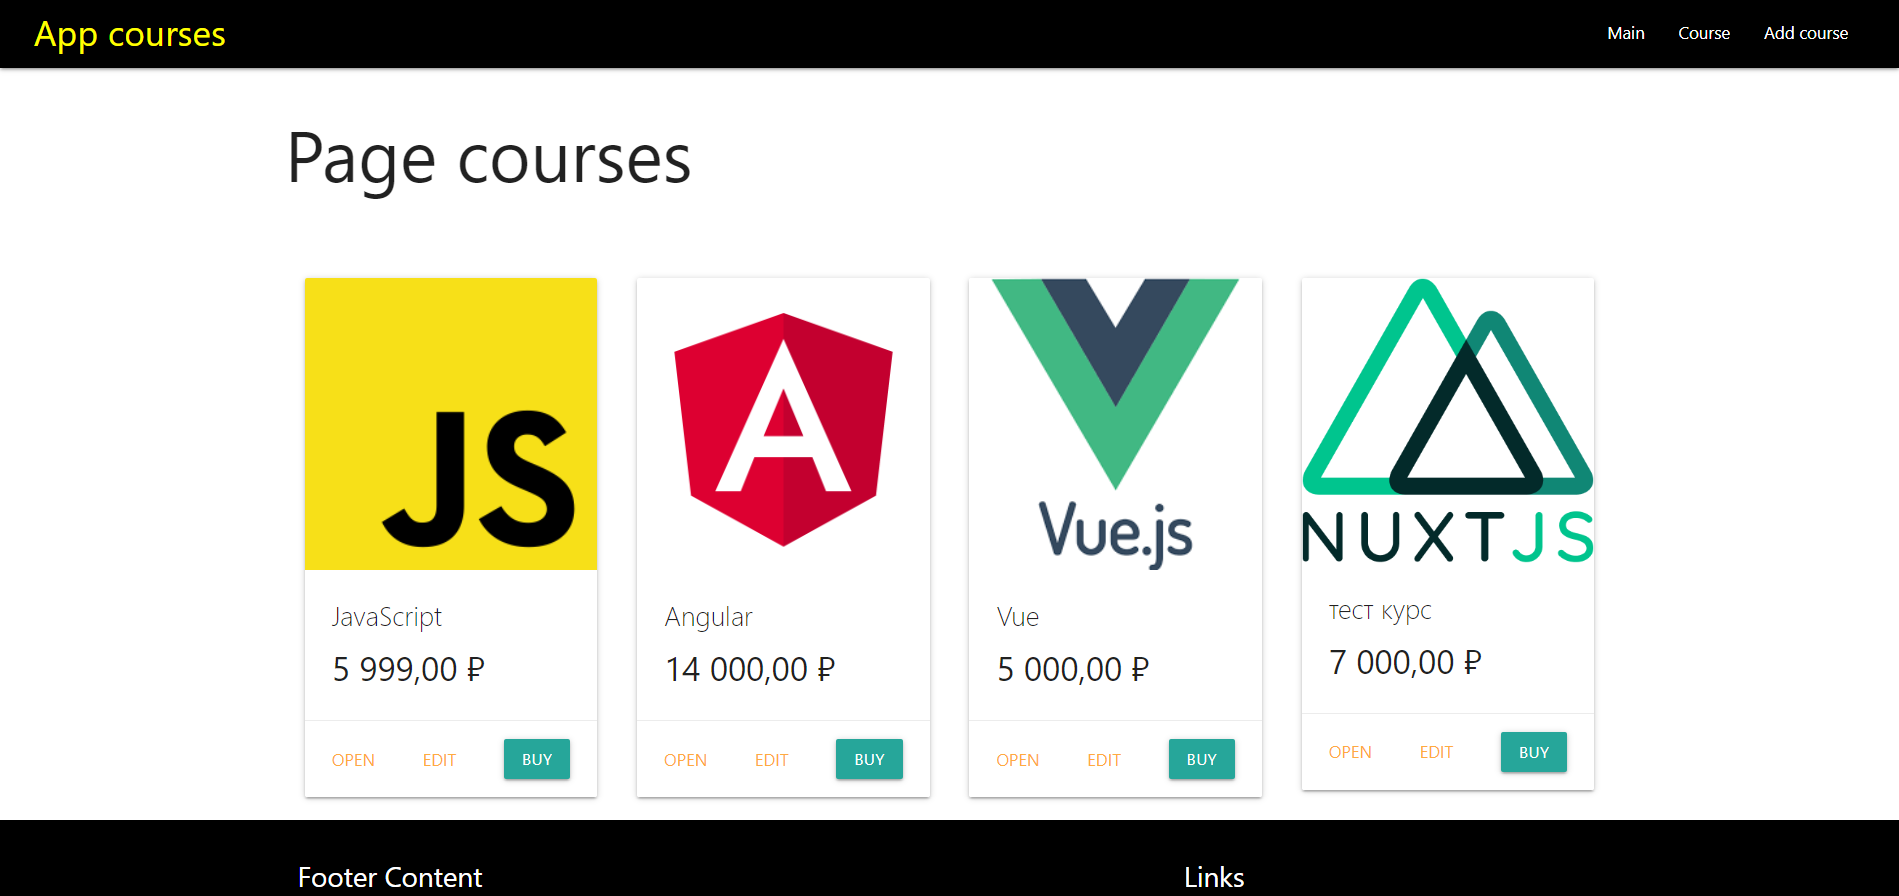 App courses
Main
Course
Add course
Page courses
JS
JavaScript
5 999,00 ₽
OPEN
EDIT
BUY
Angular
14 000,00 ₽
OPEN
EDIT
BUY
Vue.js
Vue
5 000,00 ₽
OPEN
EDIT
BUY
NUXTJS
тест курс
7 000,00 ₽
OPEN
EDIT
BUY
Footer Content
Links